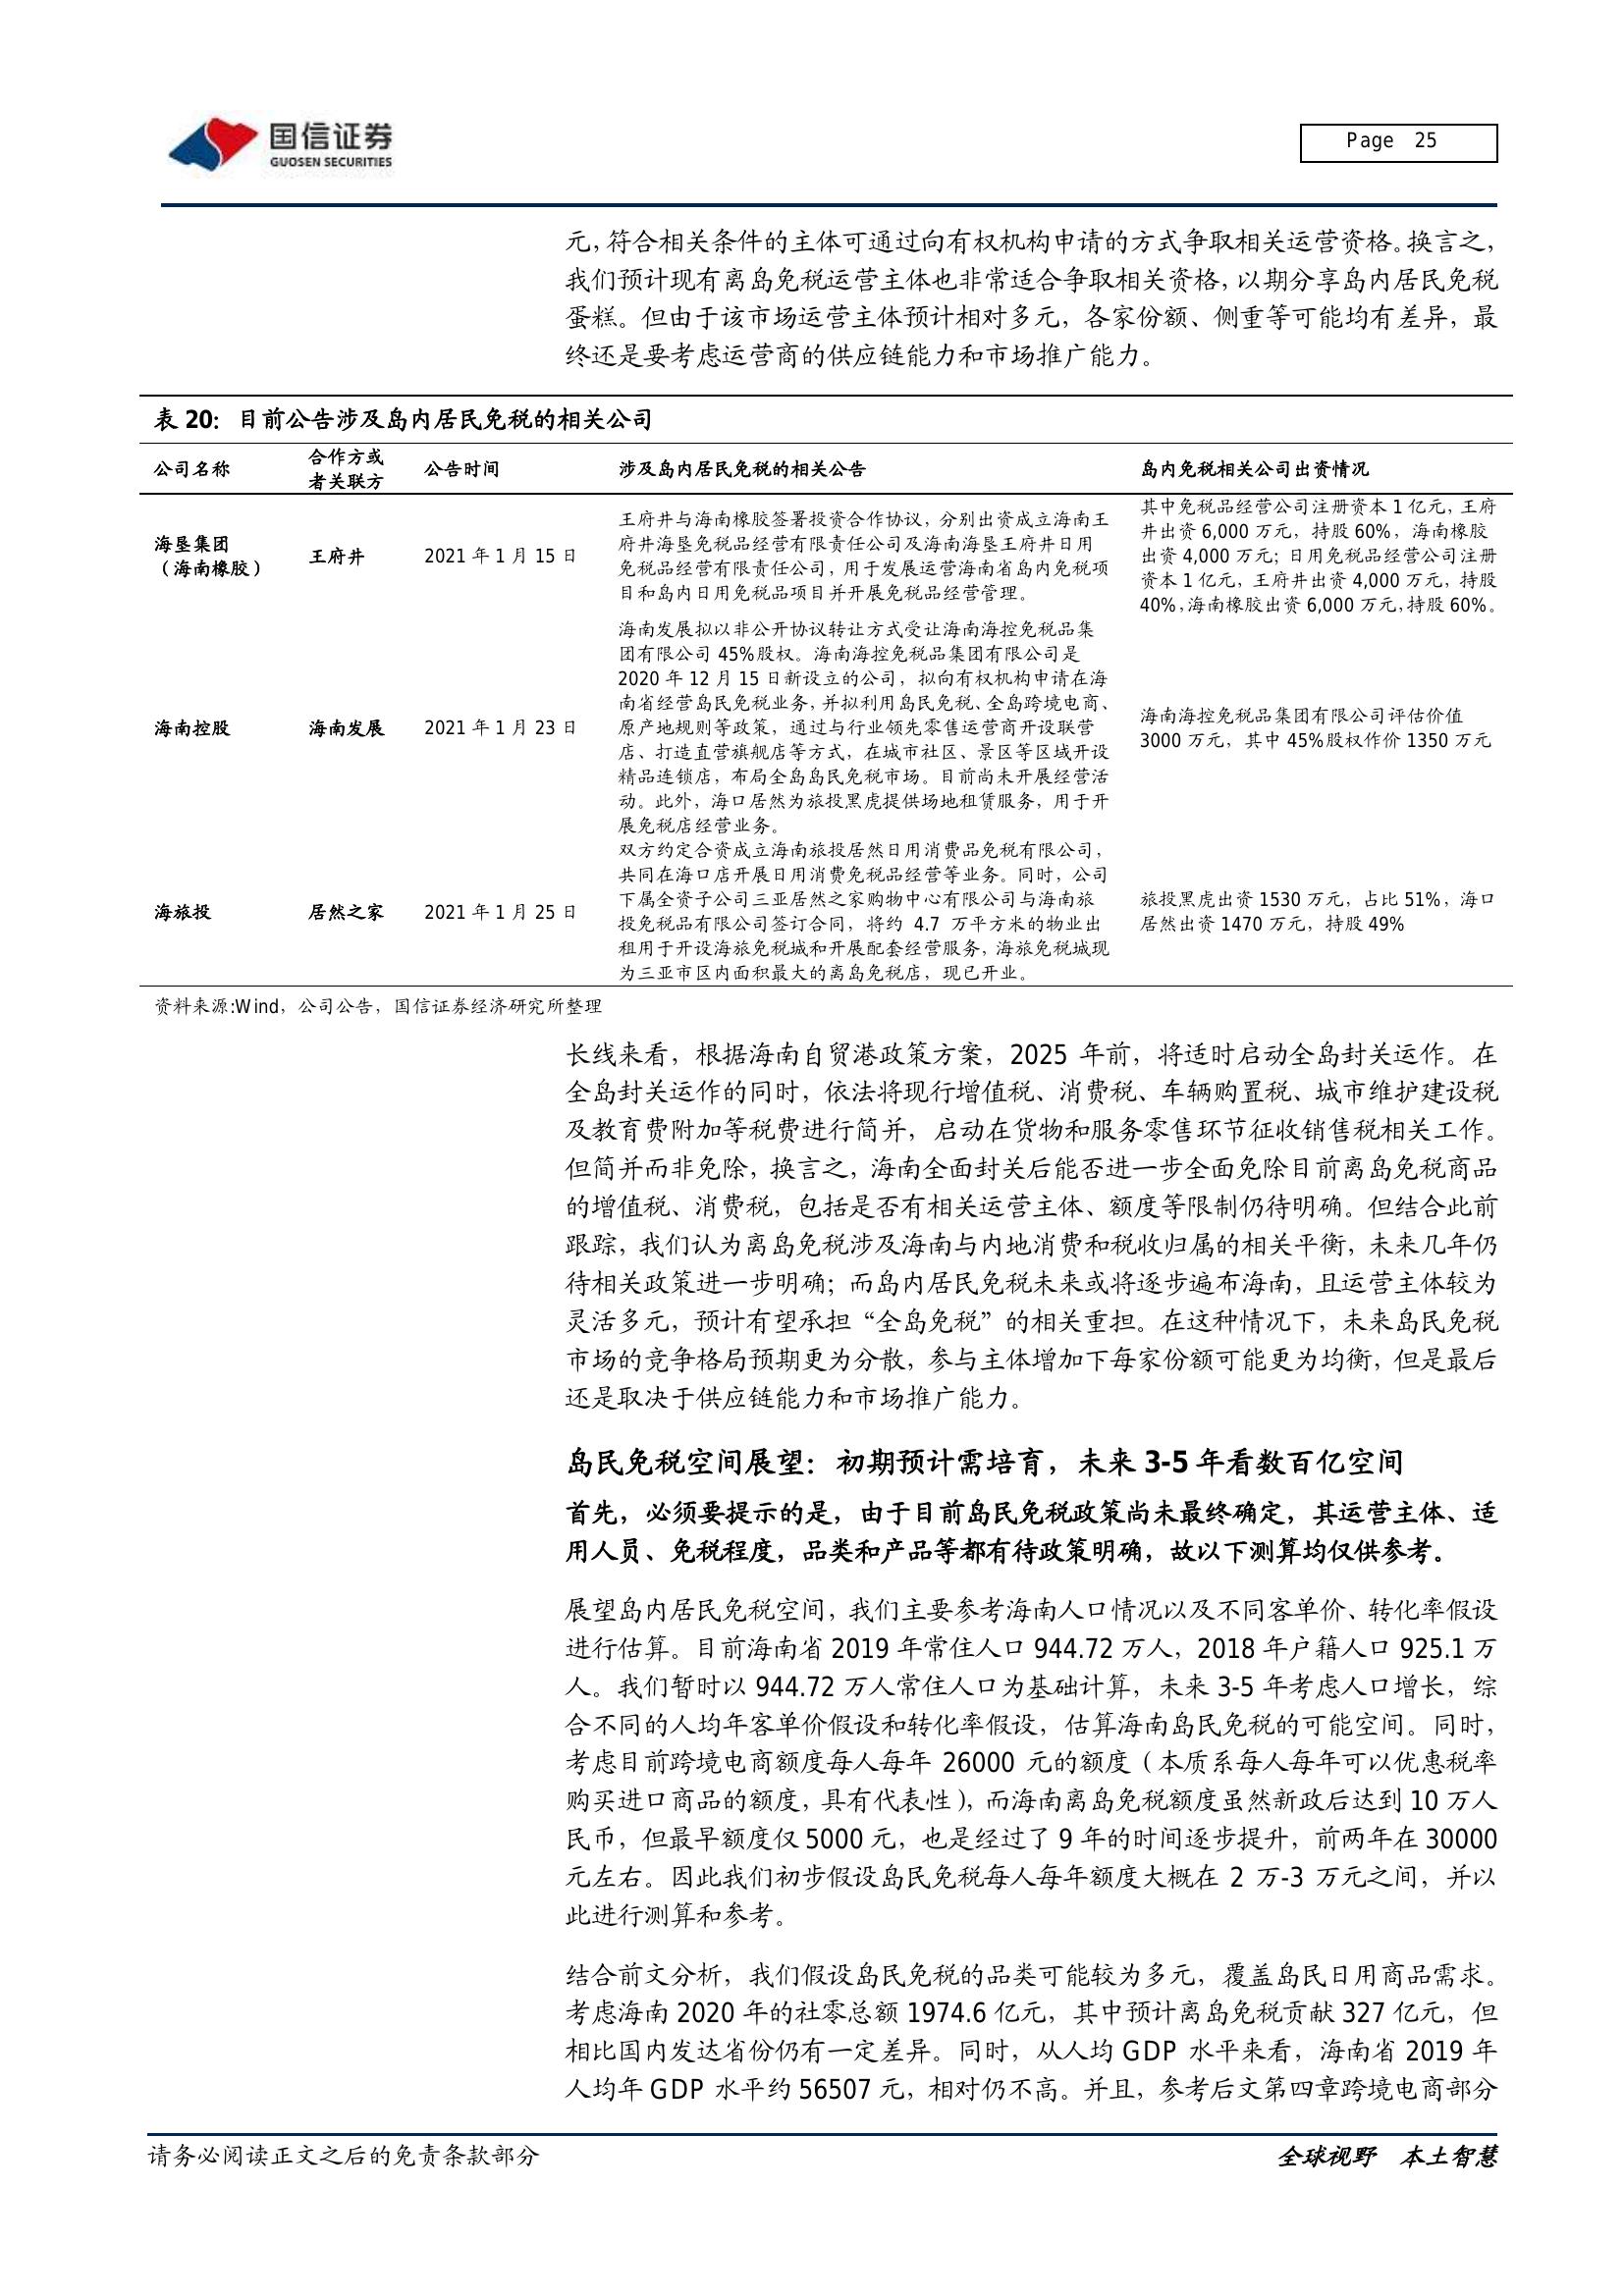 国信证券
GUOSEN SECURITIES
Page 25
元，符合相关条件的主体可通过向有权机构申请的方式争取相关运营资格。换言之，
我们预计现有离岛免税运营主体也非常适合争取相关资格，以期分享岛内居民免税
蛋糕。但由于该市场运营主体预计相对多元，各家份额、侧重等可能均有差异，最
终还是要考虑运营商的供应链能力和市场推广能力。
表 20：目前公告涉及岛内居民免税的相关公司
公司名称
合作方或
者关联方
公告时间
涉及岛内居民免税的相关公告
岛内免税相关公司出资情况
海垦集团
（海南橡胶）
王府井
2021 年 1 月 15 日
王府井与海南橡胶签署投资合作协议，分别出资成立海南王
府井海垦免税品经营有限责任公司及海南海垦王府井日用
免税品经营有限责任公司，用于发展运营海南省岛内免税项
目和岛内日用免税品项目并开展免税品经营管理。
其中免税品经营公司注册资本 1 亿元，王府
井出资 6,000 万元，持股 60%，海南橡胶
出资 4,000 万元；日用免税品经营公司注册
资本 1 亿元，王府井出资 4,000 万元，持股
40%，海南橡胶出资 6,000 万元，持股 60%。
海南控股
海南发展
2021 年 1 月 23 日
海南发展拟以非公开协议转让方式受让海南海控免税品集
团有限公司 45%股权。海南海控免税品集团有限公司是
2020 年 12 月 15 日新设立的公司，拟向有权机构申请在海
南省经营岛民免税业务，并拟利用岛民免税、全岛跨境电商、
原产地规则等政策，通过与行业领先零售运营商开设联营
店、打造直营旗舰店等方式，在城市社区、景区等区域开设
精品连锁店，布局全岛岛民免税市场。目前尚未开展经营活
动。此外，海口居然为旅投黑虎提供场地租赁服务，用于开
展免税店经营业务。
海南海控免税品集团有限公司评估价值
3000 万元，其中 45%股权作价 1350 万元
海旅投
居然之家
2021 年 1 月 25 日
双方约定合资成立海南旅投居然日用消费品免税有限公司，
共同在海口店开展日用消费免税品经营等业务。同时，公司
下属全资子公司三亚居然之家购物中心有限公司与海南旅
投免税品有限公司签订合同，将约 4.7 万平方米的物业出
租用于开设海旅免税城和开展配套经营服务，海旅免税城现
为三亚市区内面积最大的离岛免税店，现已开业。
旅投黑虎出资 1530 万元，占比 51%，海口
居然出资 1470 万元，持股 49%
资料来源:Wind，公司公告，国信证券经济研究所整理
长线来看，根据海南自贸港政策方案，2025 年前，将适时启动全岛封关运作。在
全岛封关运作的同时，依法将现行增值税、消费税、车辆购置税、城市维护建设税
及教育费附加等税费进行简并，启动在货物和服务零售环节征收销售税相关工作。
但简并而非免除，换言之，海南全面封关后能否进一步全面免除目前离岛免税商品
的增值税、消费税，包括是否有相关运营主体、额度等限制仍待明确。但结合此前
跟踪，我们认为离岛免税涉及海南与内地消费和税收归属的相关平衡，未来几年仍
待相关政策进一步明确；而岛内居民免税未来或将逐步遍布海南，且运营主体较为
灵活多元，预计有望承担“全岛免税”的相关重担。在这种情况下，未来岛民免税
市场的竞争格局预期更为分散，参与主体增加下每家份额可能更为均衡，但是最后
还是取决于供应链能力和市场推广能力。
岛民免税空间展望：初期预计需培育，未来 3-5 年看数百亿空间
首先，必须要提示的是，由于目前岛民免税政策尚未最终确定，其运营主体、适
用人员、免税程度，品类和产品等都有待政策明确，故以下测算均仅供参考。
展望岛内居民免税空间，我们主要参考海南人口情况以及不同客单价、转化率假设
进行估算。目前海南省 2019 年常住人口 944.72 万人，2018 年户籍人口 925.1 万
人。我们暂时以 944.72 万人常住人口为基础计算，未来 3-5 年考虑人口增长，综
合不同的人均年客单价假设和转化率假设，估算海南岛民免税的可能空间。同时，
考虑目前跨境电商额度每人每年 26000 元的额度（本质系每人每年可以优惠税率
购买进口商品的额度，具有代表性），而海南离岛免税额度虽然新政后达到 10 万人
民币，但最早额度仅 5000 元，也是经过了 9 年的时间逐步提升，前两年在 30000
元左右。因此我们初步假设岛民免税每人每年额度大概在 2 万-3 万元之间，并以
此进行测算和参考。
结合前文分析，我们假设岛民免税的品类可能较为多元，覆盖岛民日用商品需求。
考虑海南 2020 年的社零总额 1974.6 亿元，其中预计离岛免税贡献 327 亿元，但
相比国内发达省份仍有一定差异。同时，从人均 GDP 水平来看，海南省 2019 年
人均年 GDP 水平约 56507 元，相对仍不高。并且，参考后文第四章跨境电商部分
请务必阅读正文之后的免责条款部分
全球视野 本土智慧